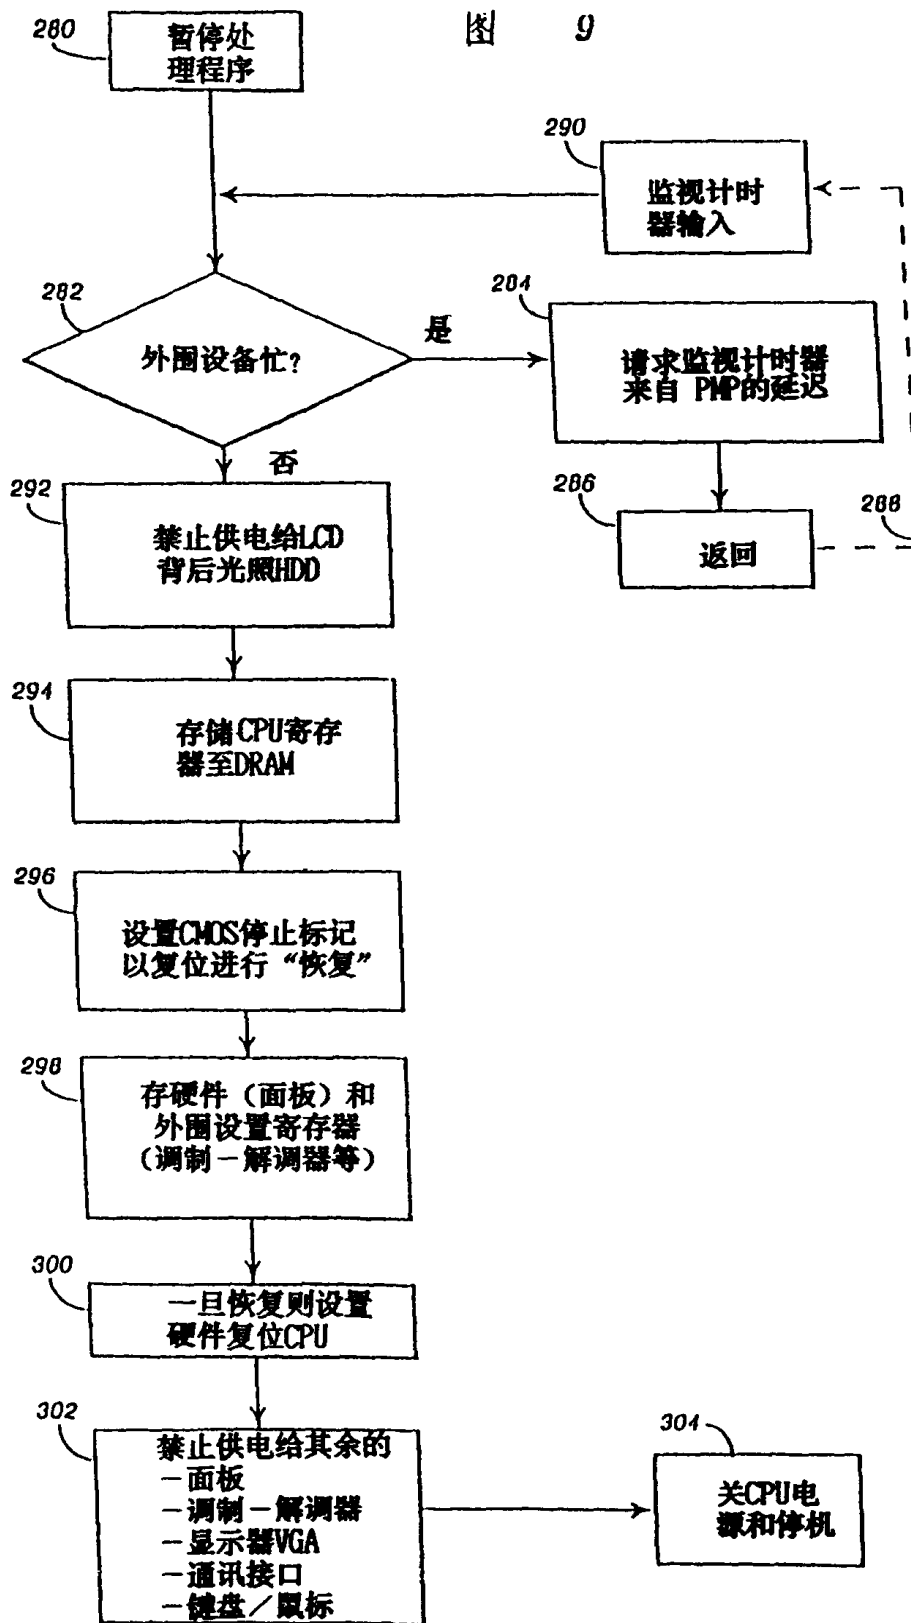 图 9
280
暂停处
理程序
290
监视计时
器输入
282
外围设备忙?
是
284
请求监视计时器
来自 PMP的延迟
否
286
返回
288
292
禁止供电给LCD
背后光照HDD
294
存储CPU寄存
器至DRAM
296
设置CMOS停止标记
以复位进行“恢复”
298
存硬件（面板）和
外围设置寄存器
（调制－解调器等）
300
一旦恢复则设置
硬件复位CPU
302
禁止供电给其余的
－面板
－调制－解调器
－显示器VGA
－通讯接口
－键盘／鼠标
304
关CPU电
源和停机